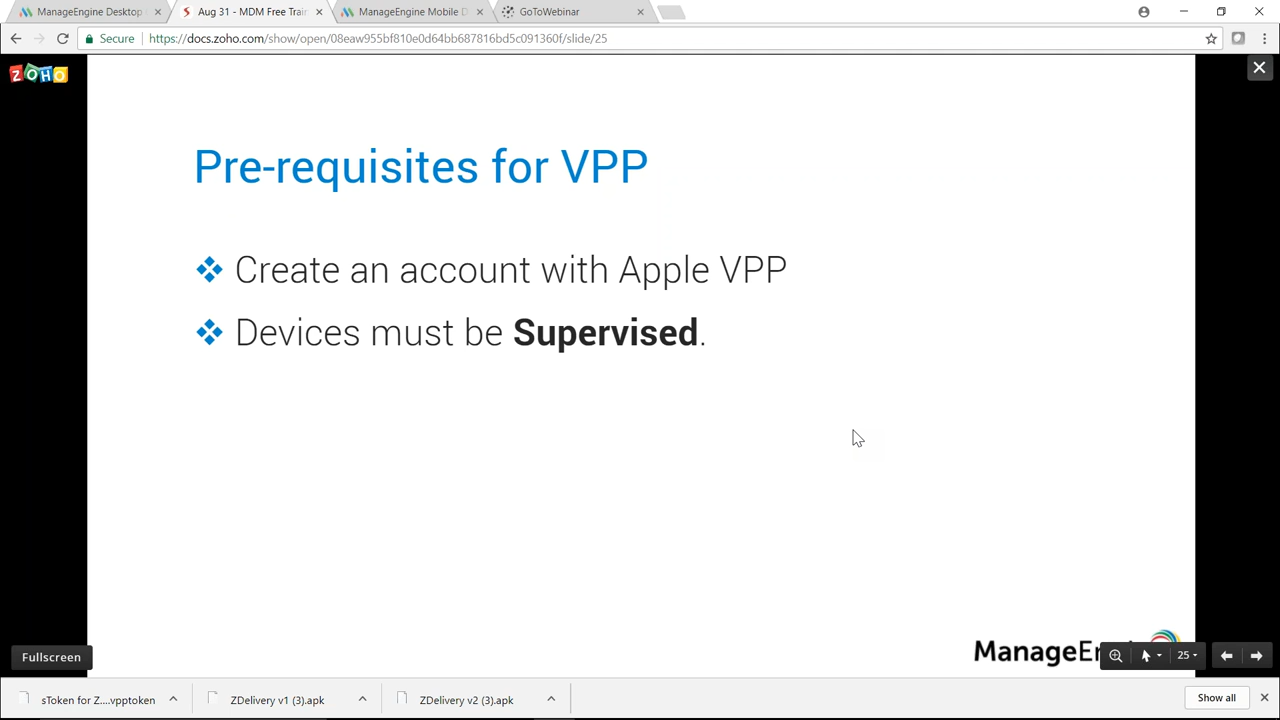 ManageEngine Desktop
Aug 31 - MDM Free Train
ManageEngine Mobile D
GoToWebinar
Secure
https://docs.zoho.com/show/open/08eaw955bf810e0d64bb687816bd5c091360f/slide/25
ZOHO
Pre-requisites for VPP
Create an account with Apple VPP
Devices must be Supervised.
ManageEn
Fullscreen
25
sToken for Z....vpptoken
ZDelivery v1 (3).apk
ZDelivery v2 (3).apk
Show all